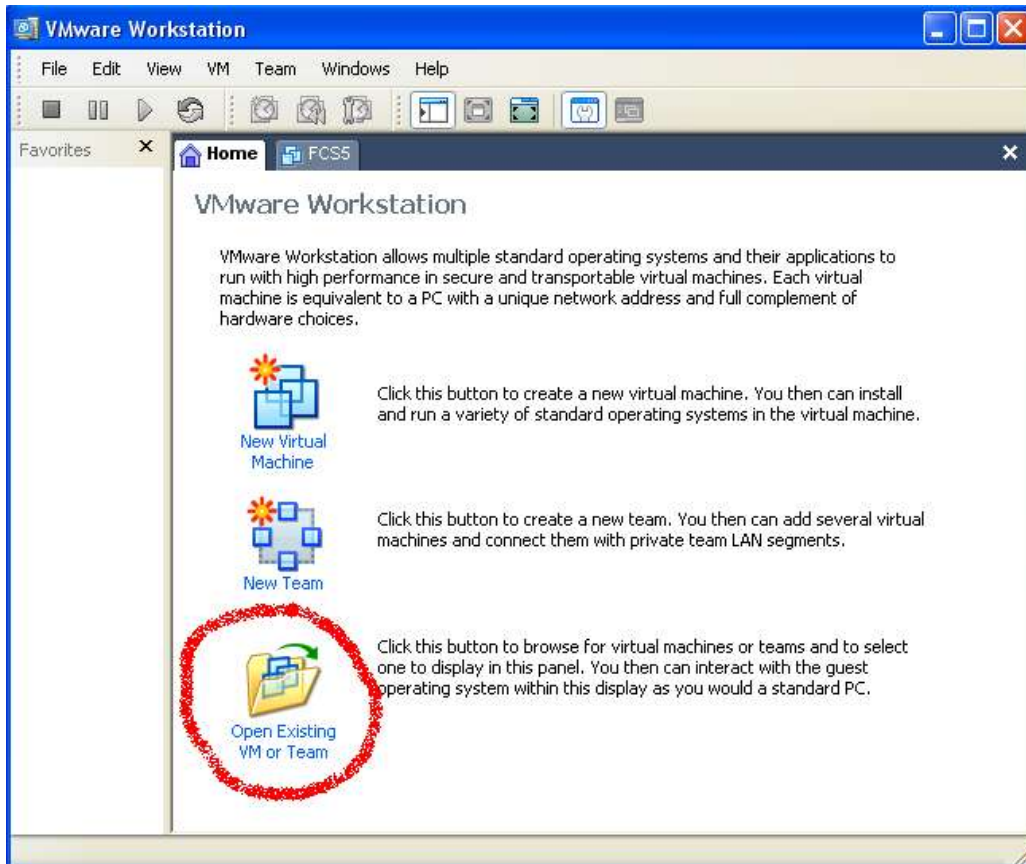 VMware Workstation
File Edit View VM Team Windows Help
Favorites
Home
FCS5
VMware Workstation
VMware Workstation allows multiple standard operating systems and their applications to
run with high performance in secure and transportable virtual machines. Each virtual
machine is equivalent to a PC with a unique network address and full complement of
hardware choices.
New Virtual
Machine
Click this button to create a new virtual machine. You then can install
and run a variety of standard operating systems in the virtual machine.
New Team
Click this button to create a new team. You then can add several virtual
machines and connect them with private team LAN segments.
Open Existing
VM or Team
Click this button to browse for virtual machines or teams and to select
one to display in this panel. You then can interact with the guest
operating system within this display as you would a standard PC.